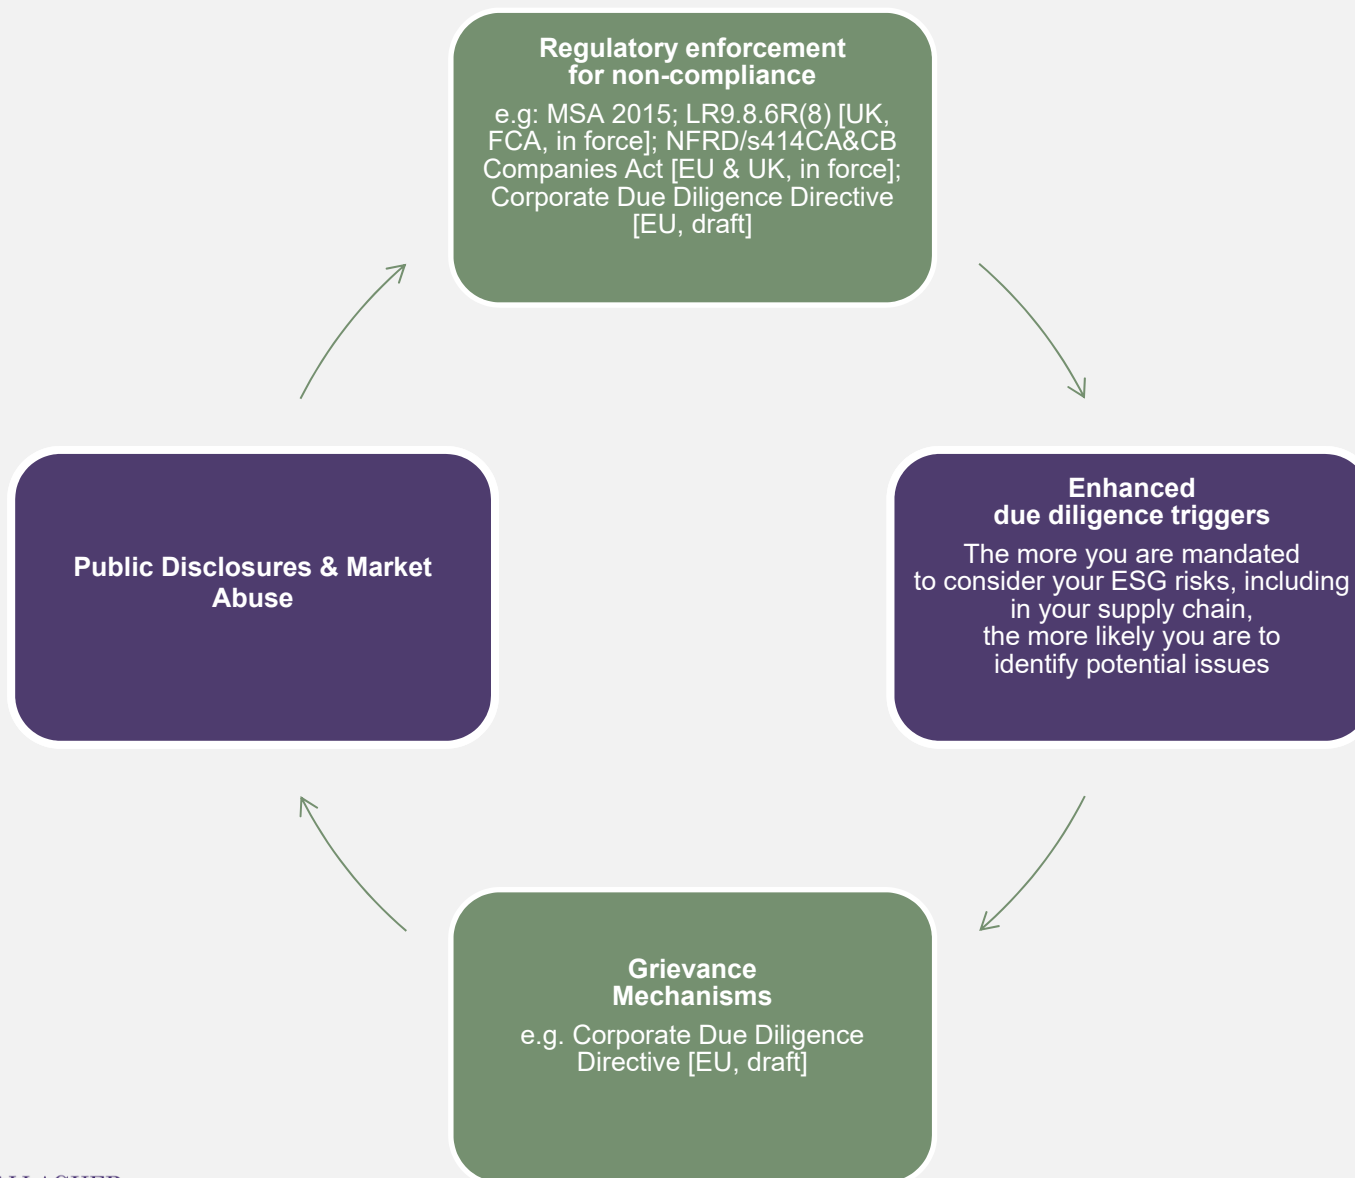 Regulatory enforcement
for non-compliance
e.g: MSA 2015; LR9.8.6R(8) [UK,
FCA, in force]; NFRD/s414CA&CB
Companies Act [EU & UK, in force];
Corporate Due Diligence Directive
[EU, draft]
Public Disclosures & Market
Abuse
Enhanced
due diligence triggers
The more you are mandated
to consider your ESG risks, including
in your supply chain,
the more likely you are to
identify potential issues
Grievance
Mechanisms
e.g. Corporate Due Diligence
Directive [EU, draft]